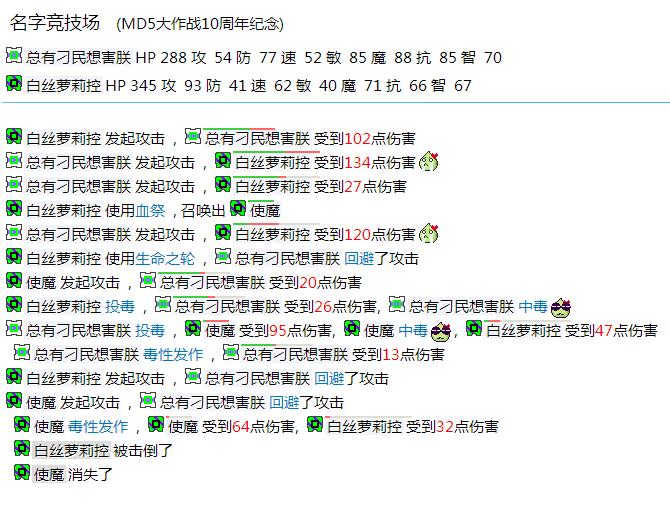 名字竞技场 (MD5大作战10周年纪念)
总有刁民想害朕 HP 288 攻 54 防 77 速 52 敏 85 魔 88 抗 85 智 70
白丝萝莉控 HP 345 攻 93 防 41 速 62 敏 40 魔 71 抗 66 智 67
白丝萝莉控 发起攻击 , 总有刁民想害朕 受到102点伤害
总有刁民想害朕 发起攻击 , 白丝萝莉控 受到134点伤害
总有刁民想害朕 发起攻击 , 白丝萝莉控 受到27点伤害
白丝萝莉控 使用血祭 , 召唤出 使魔
总有刁民想害朕 发起攻击 , 白丝萝莉控 受到120点伤害
白丝萝莉控 使用生命之轮 , 总有刁民想害朕 回避了攻击
使魔 发起攻击 , 总有刁民想害朕 受到20点伤害
白丝萝莉控 投毒 , 总有刁民想害朕 受到26点伤害, 总有刁民想害朕 中毒
总有刁民想害朕 投毒 , 使魔 受到95点伤害, 使魔 中毒 , 白丝萝莉控 受到47点伤害
总有刁民想害朕 毒性发作 , 总有刁民想害朕 受到13点伤害
白丝萝莉控 发起攻击 , 总有刁民想害朕 回避了攻击
使魔 发起攻击 , 总有刁民想害朕 回避了攻击
使魔 毒性发作 , 使魔 受到64点伤害, 白丝萝莉控 受到32点伤害
白丝萝莉控 被击倒了
使魔 消失了